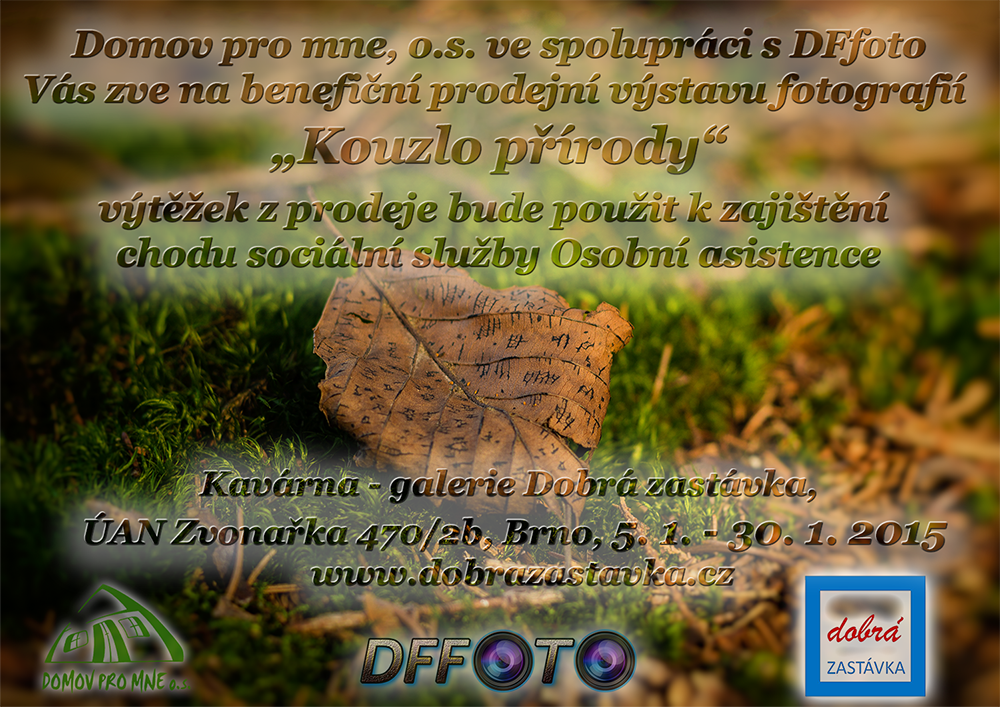 Domov pro mne, o.s. ve spolupráci s DFfoto
Vás zve na benefiční prodejní výstavu fotografií
„Kouzlo přírody“
výtěžek z prodeje bude použit k zajištění
chodu sociální služby Osobní asistence
Kavárna - galerie Dobrá zastávka,
ÚAN Zvonařka 470/2b, Brno, 5. 1. - 30. 1. 2015
www.dobrazastavka.cz
DOMOV PRO MNE o.s.
DFFOTO
dobrá
ZASTÁVKA